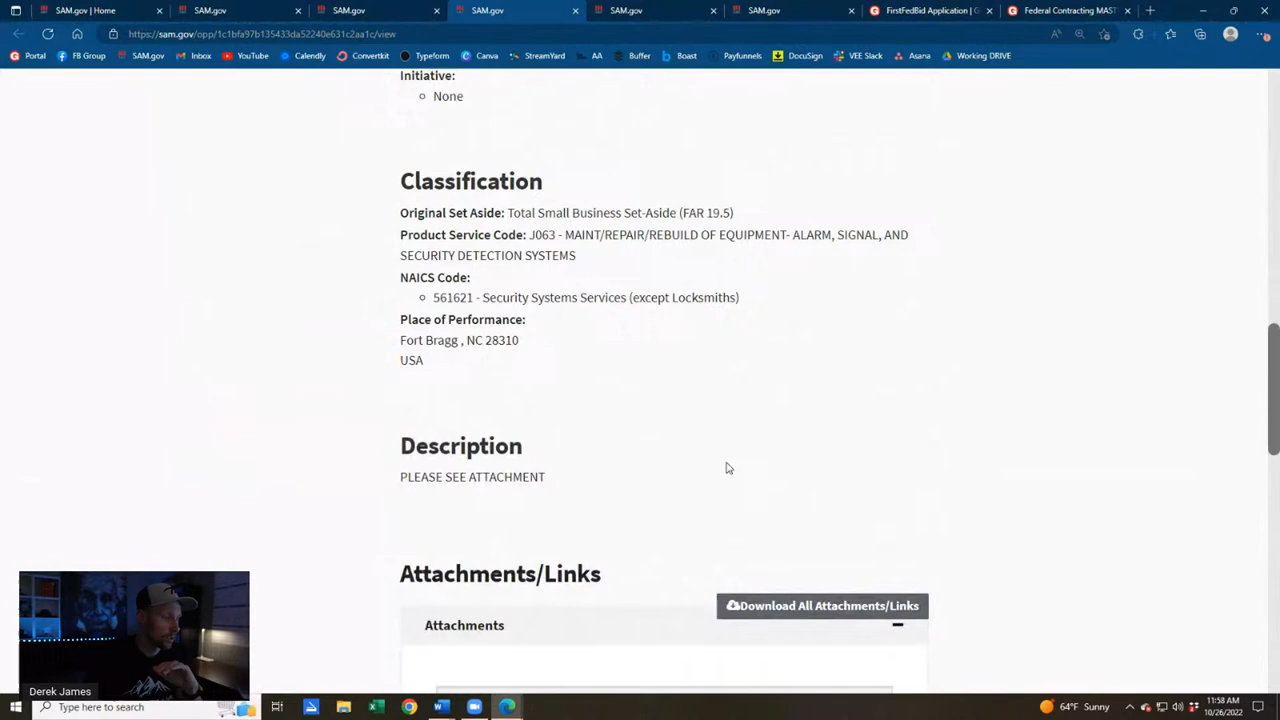 SAM.gov | Home
SAM.gov
SAM.gov
SAM.gov
SAM.gov
SAM.gov
FirstFedBid Application | G
Federal Contracting MAST
https://sam.gov/opp/1c1bfa97b135433da52240e631c2aa1c/view
Portal FB Group SAM.gov Inbox YouTube Calendly Convertkit Typeform Canva StreamYard AA Buffer Boast Payfunnels DocuSign VEE Slack Asana Working DRIVE
Initiative:
None
Classification
Original Set Aside: Total Small Business Set-Aside (FAR 19.5)
Product Service Code: J063 - MAINT/REPAIR/REBUILD OF EQUIPMENT- ALARM, SIGNAL, AND
SECURITY DETECTION SYSTEMS
NAICS Code:
561621 - Security Systems Services (except Locksmiths)
Place of Performance:
Fort Bragg , NC 28310
USA
Description
PLEASE SEE ATTACHMENT
Attachments/Links
Download All Attachments/Links
Attachments
Derek James
Type here to search
64°F Sunny
11:58 AM
10/26/2022